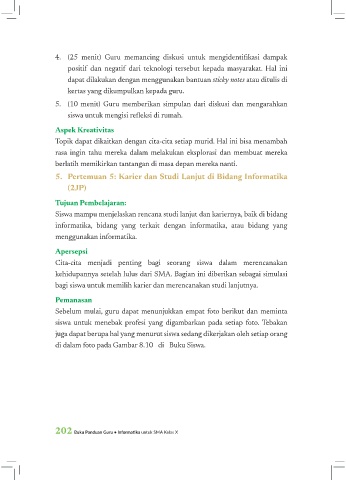 4. (25 menit) Guru memancing diskusi untuk mengidentifikasi dampak
positif dan negatif dari teknologi tersebut kepada masyarakat. Hal ini
dapat dilakukan dengan menggunakan bantuan sticky notes atau ditulis di
kertas yang dikumpulkan kepada guru.
5. (10 menit) Guru memberikan simpulan dari diskusi dan mengarahkan
siswa untuk mengisi refleksi di rumah.
Aspek Kreativitas
Topik dapat dikaitkan dengan cita-cita setiap murid. Hal ini bisa menambah
rasa ingin tahu mereka dalam melakukan eksplorasi dan membuat mereka
berlatih memikirkan tantangan di masa depan mereka nanti.
5. Pertemuan 5: Karier dan Studi Lanjut di Bidang Informatika
(2JP)
Tujuan Pembelajaran:
Siswa mampu menjelaskan rencana studi lanjut dan kariernya, baik di bidang
informatika, bidang yang terkait dengan informatika, atau bidang yang
menggunakan informatika.
Apersepsi
Cita-cita menjadi penting bagi seorang siswa dalam merencanakan
kehidupannya setelah lulus dari SMA. Bagian ini diberikan sebagai simulasi
bagi siswa untuk memilih karier dan merencanakan studi lanjutnya.
Pemanasan
Sebelum mulai, guru dapat menunjukkan empat foto berikut dan meminta
siswa untuk menebak profesi yang digambarkan pada setiap foto. Tebakan
juga dapat berupa hal yang menurut siswa sedang dikerjakan oleh setiap orang
di dalam foto pada Gambar 8.10 di Buku Siswa.
202 Buku Panduan Guru • Informatika untuk SMA Kelas X